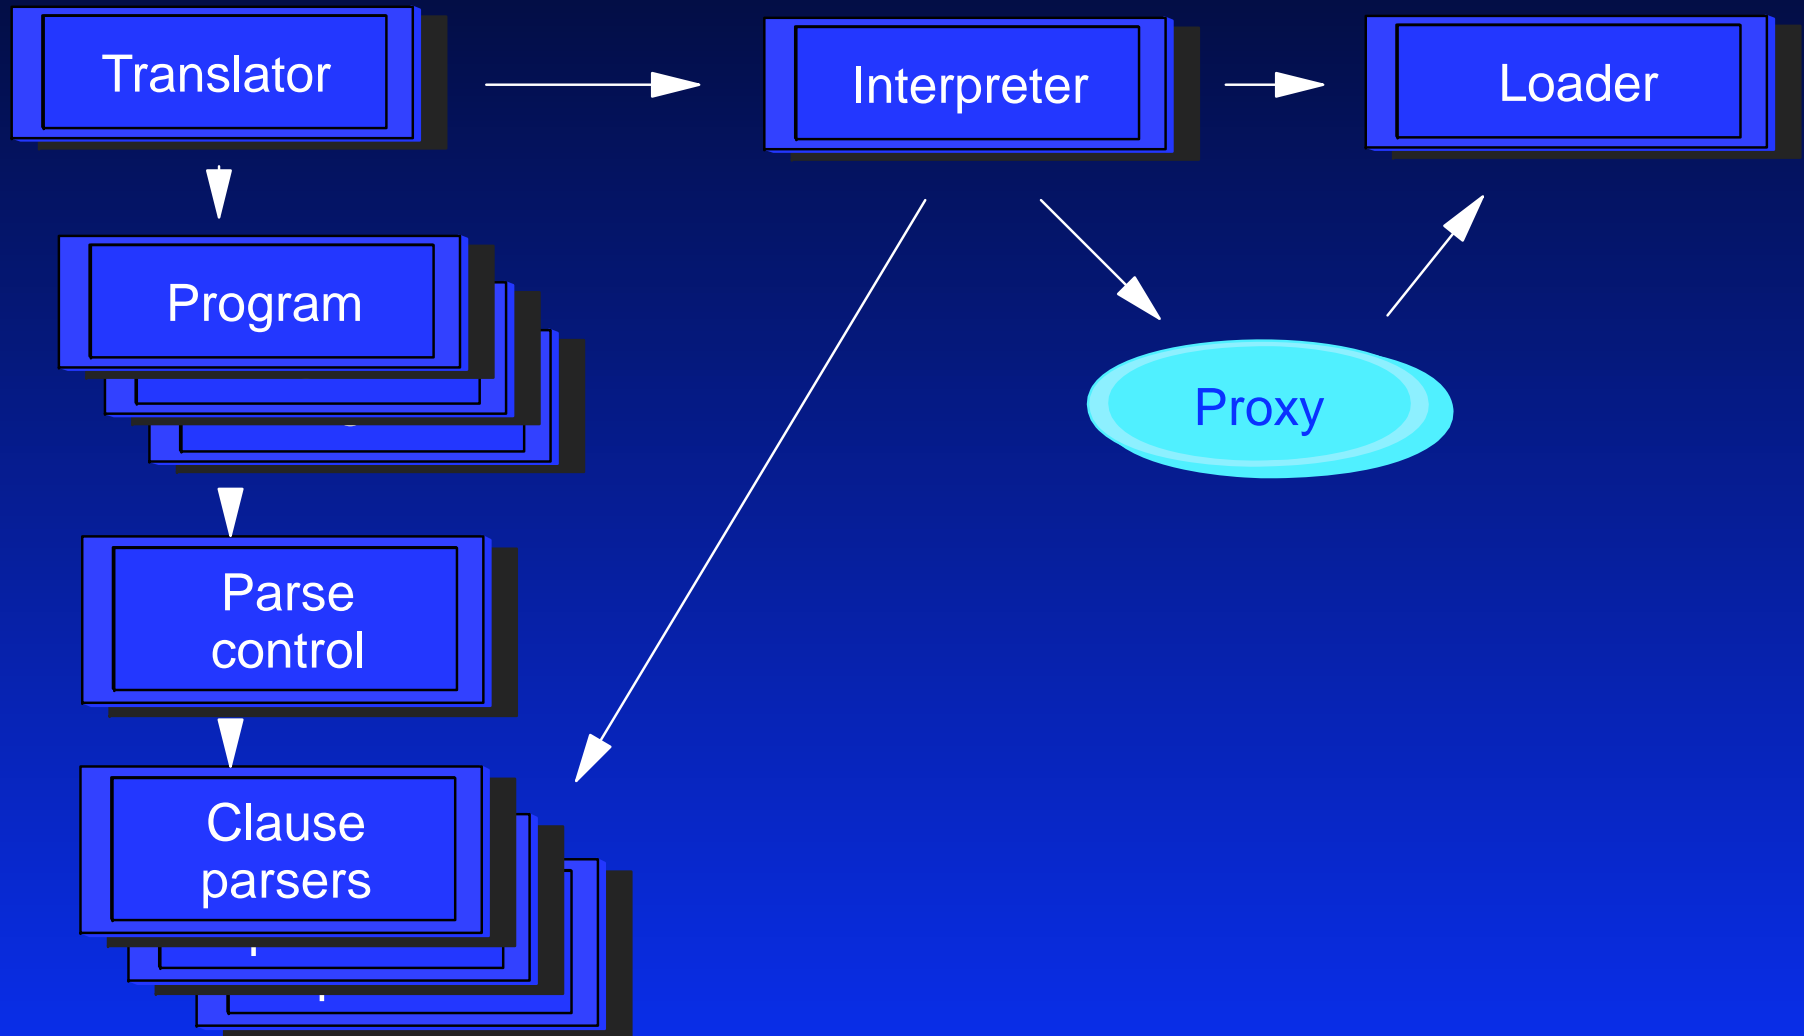 Translator
Interpreter
Loader
Program
Proxy
Parse
control
Clause
parsers